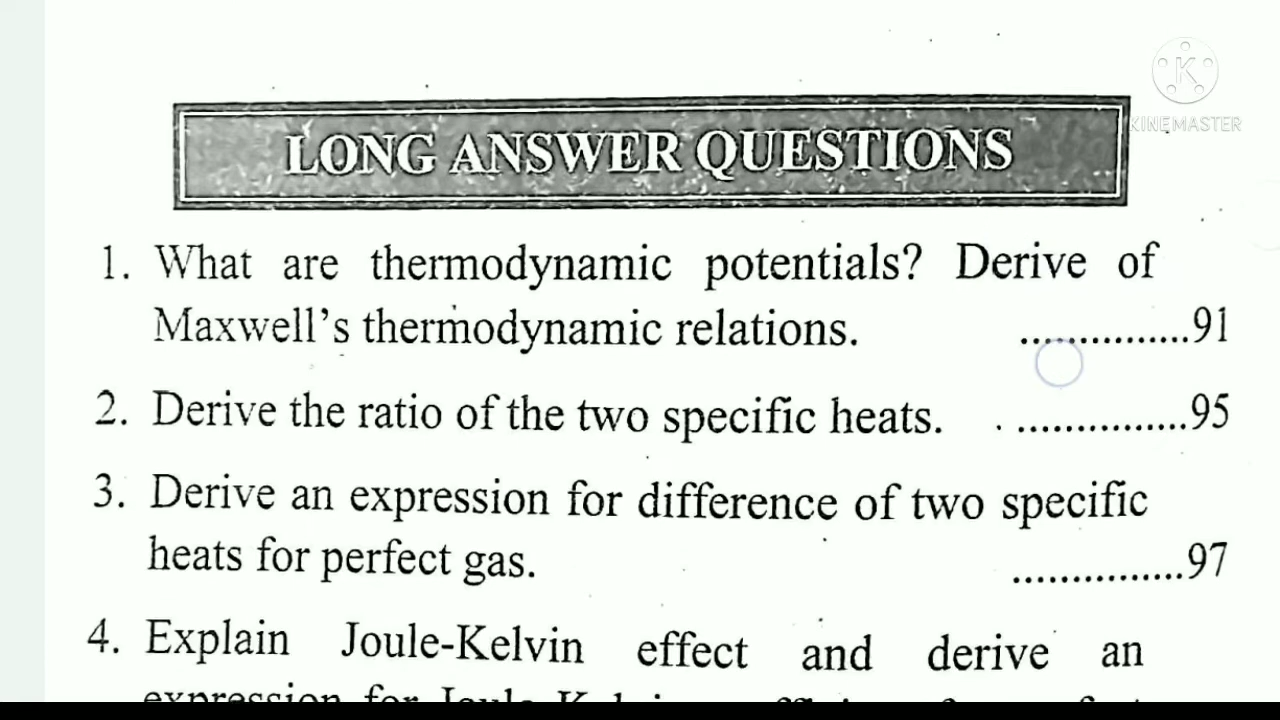 K
KINEMASTER
LONG ANSWER QUESTIONS
1. What are thermodynamic potentials? Derive of
Maxwell's thermodynamic relations. ...............91
2. Derive the ratio of the two specific heats. ...............95
3. Derive an expression for difference of two specific
heats for perfect gas. ...............97
4. Explain Joule-Kelvin effect and derive an
expression for